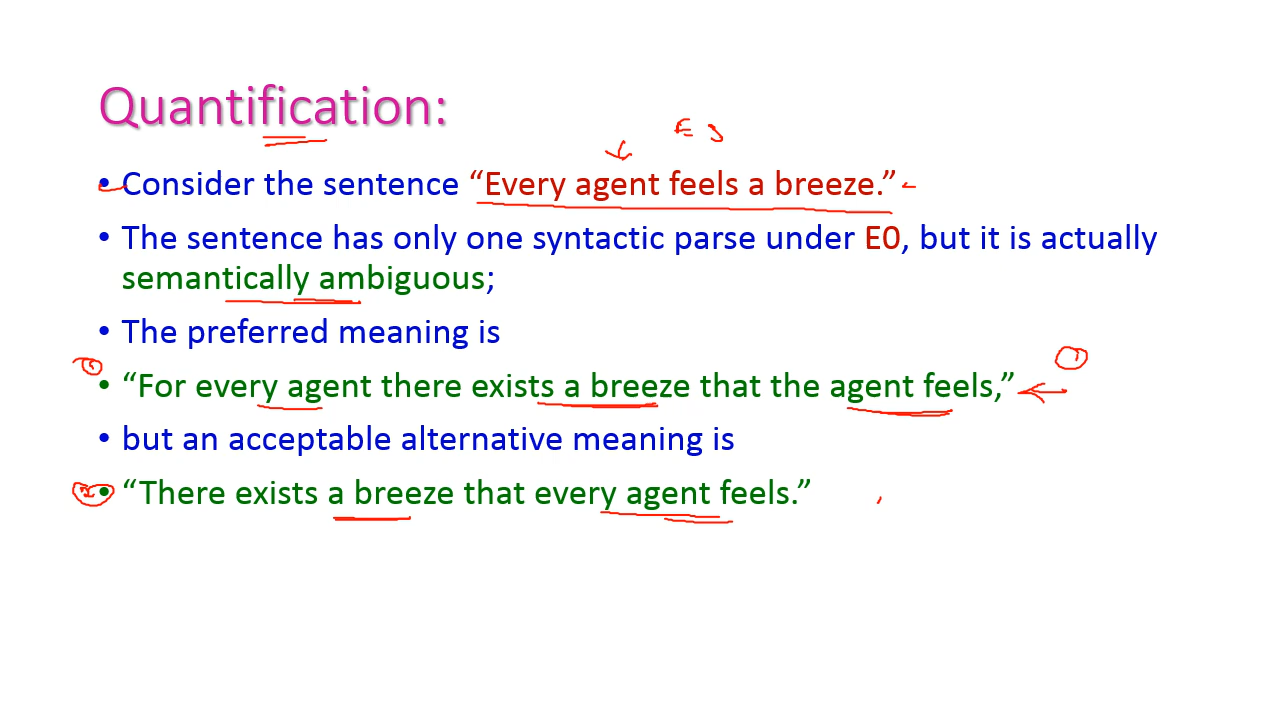 Quantification:
• Consider the sentence “Every agent feels a breeze.”
• The sentence has only one syntactic parse under E0, but it is actually
semantically ambiguous;
• The preferred meaning is
• “For every agent there exists a breeze that the agent feels,”
• but an acceptable alternative meaning is
• “There exists a breeze that every agent feels.”